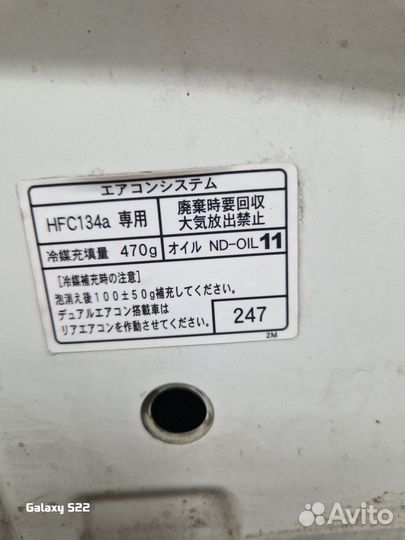 エアコンシステム
HFC134a 専用
廃棄時要回収
大気放出禁止
冷媒充填量 470g
オイル ND-OIL11
[冷媒補充時の注意]
泡消え後100±50g補充してください。
デュアルエアコン搭載車は
リアエアコンを作動させてください。
247
2M
Galaxy S22
Avito